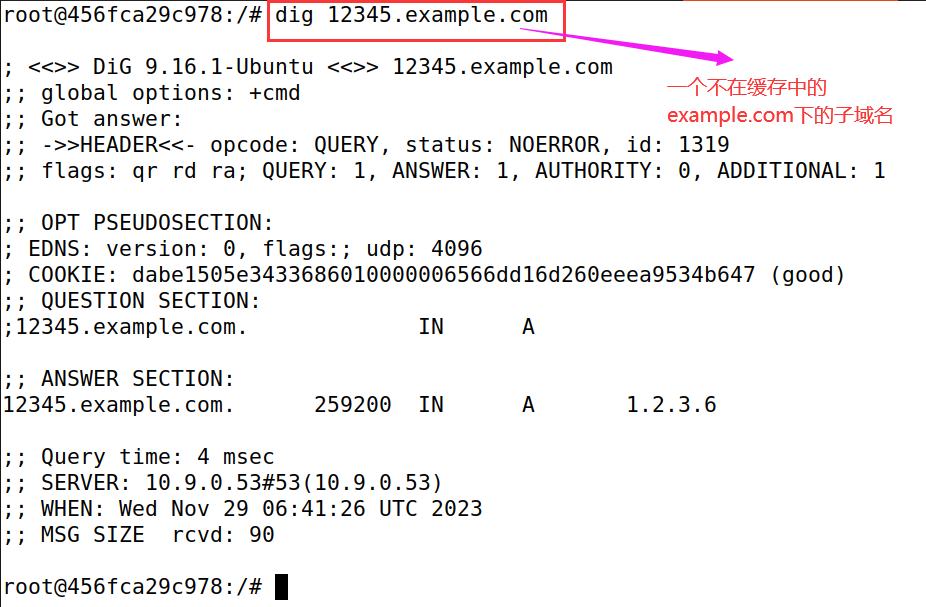 root@456fca29c978:/# dig 12345.example.com
; <<>> DiG 9.16.1-Ubuntu <<>> 12345.example.com
;; global options: +cmd
;; Got answer:
;; ->>HEADER<<- opcode: QUERY, status: NOERROR, id: 1319
;; flags: qr rd ra; QUERY: 1, ANSWER: 1, AUTHORITY: 0, ADDITIONAL: 1
一个不在缓存中的
example.com下的子域名
;; OPT PSEUDOSECTION:
; EDNS: version: 0, flags:; udp: 4096
; COOKIE: dabe1505e3433686010000006566dd16d260eeea9534b647 (good)
;; QUESTION SECTION:
;12345.example.com. IN A
;; ANSWER SECTION:
12345.example.com. 259200 IN A 1.2.3.6
;; Query time: 4 msec
;; SERVER: 10.9.0.53#53(10.9.0.53)
;; WHEN: Wed Nov 29 06:41:26 UTC 2023
;; MSG SIZE rcvd: 90
root@456fca29c978:/#